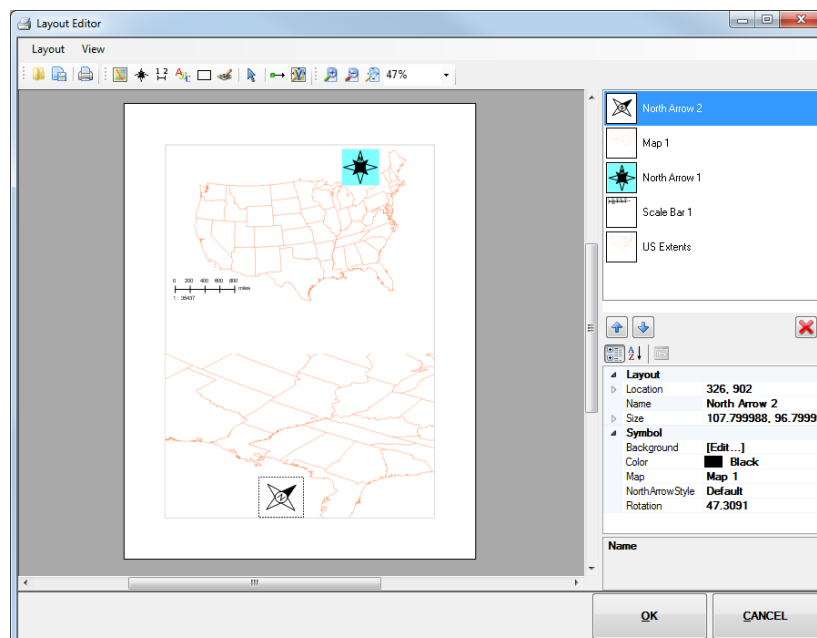 Layout Editor
Layout View
47%
North Arrow 2
Map 1
North Arrow 1
Scale Bar 1
US Extents
0 200 400 600 800
miles
1 : 35437
Layout
Location 326, 902
Name North Arrow 2
Size 107.799988, 96.7999
Symbol
Background [Edit...]
Color Black
Map Map 1
NorthArrowStyle Default
Rotation 47.3091
Name
OK CANCEL